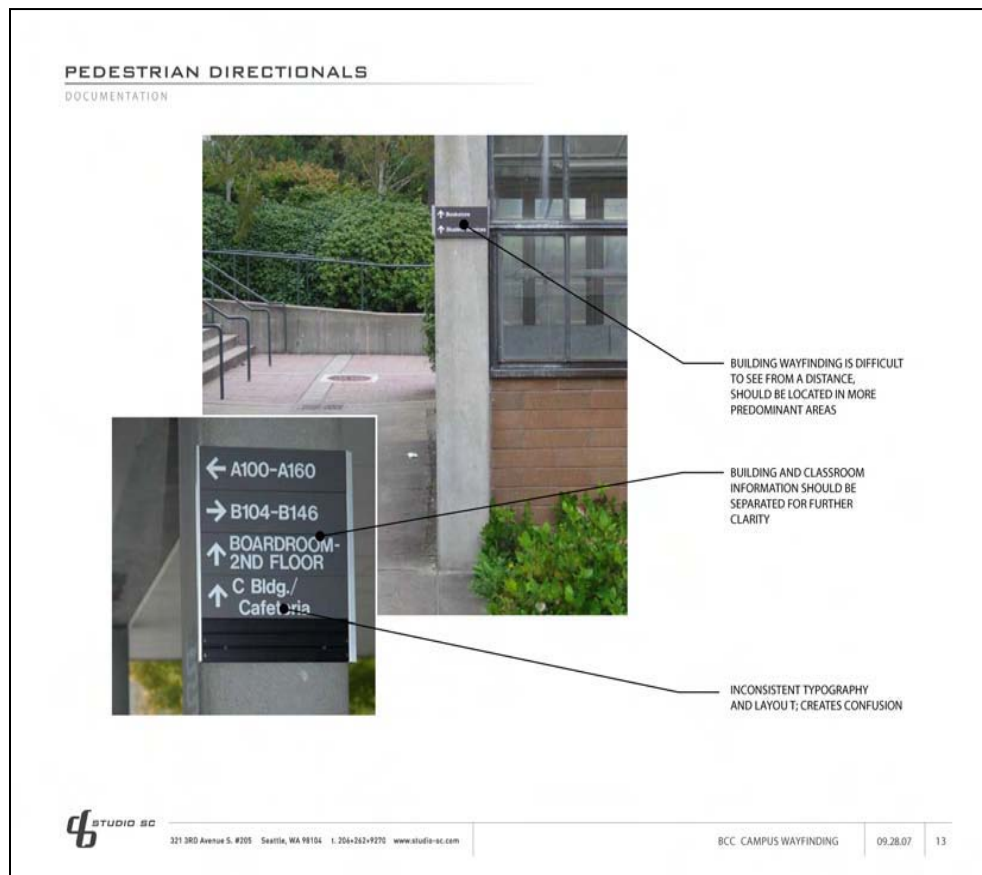 PEDESTRIAN DIRECTIONALS
DOCUMENTATION
↑ Bookstore
↑
BUILDING WAYFINDING IS DIFFICULT
TO SEE FROM A DISTANCE,
SHOULD BE LOCATED IN MORE
PREDOMINANT AREAS
← A100-A160
→ B104-B146
↑ BOARDROOM-
2ND FLOOR
↑ C Bldg./
Cafeteria
BUILDING AND CLASSROOM
INFORMATION SHOULD BE
SEPARATED FOR FURTHER
CLARITY
INCONSISTENT TYPOGRAPHY
AND LAYOU T; CREATES CONFUSION
STUDIO SC
321 3RD Avenue S. #205 Seattle, WA 98104 t. 206+262+9270 www.studio-sc.com
BCC CAMPUS WAYFINDING 09.28.07 13